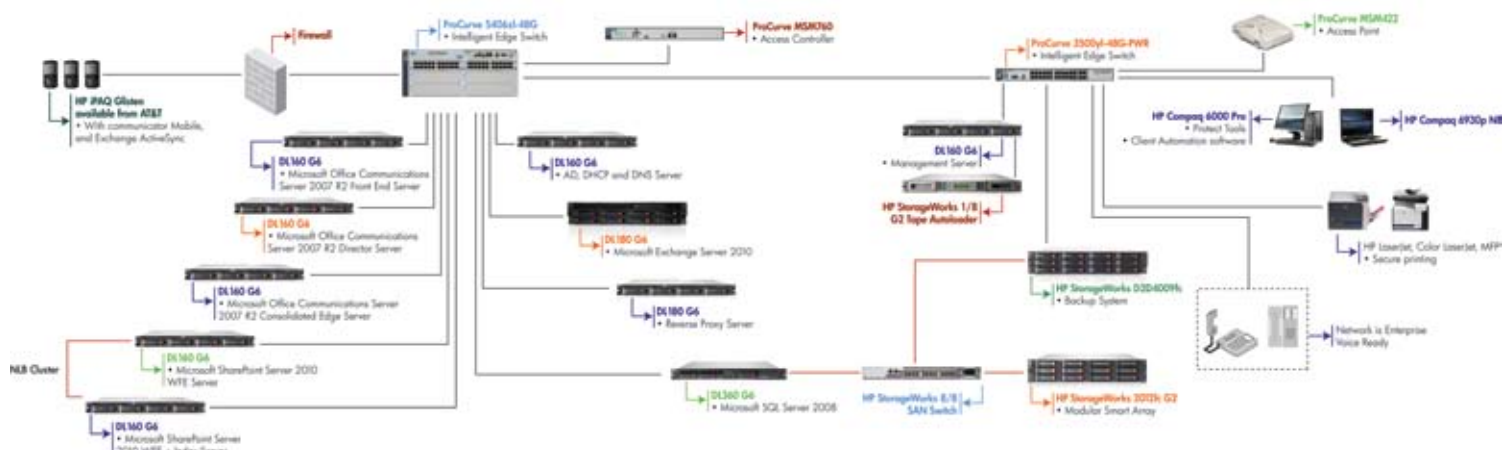 ProCurve 5406zl-48G
• Intelligent Edge Switch
ProCurve MSM760
• Access Controller
ProCurve MSM422
• Access Point
Firewall
ProCurve 3500yl-48G-PWR
• Intelligent Edge Switch
HP iPAQ Glisten
available from AT&T
• With communicator Mobile,
and Exchange ActiveSync
HP Compaq 6000 Pro
• Protect Tools
• Client Automation software
HP Compaq 6930p NB
DL160 G6
• Microsoft Office Communications
Server 2007 R2 Front End Server
DL160 G6
• AD, DHCP and DNS Server
DL160 G6
• Management Server
HP StorageWorks 1/8
G2 Tape Autoloader
DL160 G6
• Microsoft Office Communications
Server 2007 R2 Director Server
DL180 G6
• Microsoft Exchange Server 2010
HP LaserJet, Color LaserJet, MFP
• Secure printing
DL160 G6
• Microsoft Office Communications Server
2007 R2 Consolidated Edge Server
HP StorageWorks D2D4009fc
• Backup System
DL180 G6
• Reverse Proxy Server
Network is Enterprise
Voice Ready
NLB Cluster
DL160 G6
• Microsoft SharePoint Server 2010
WFE Server
DL360 G6
• Microsoft SQL Server 2008
HP StorageWorks 8/8
SAN Switch
HP StorageWorks 2012fc G2
• Modular Smart Array
DL160 G6
• Microsoft SharePoint Server